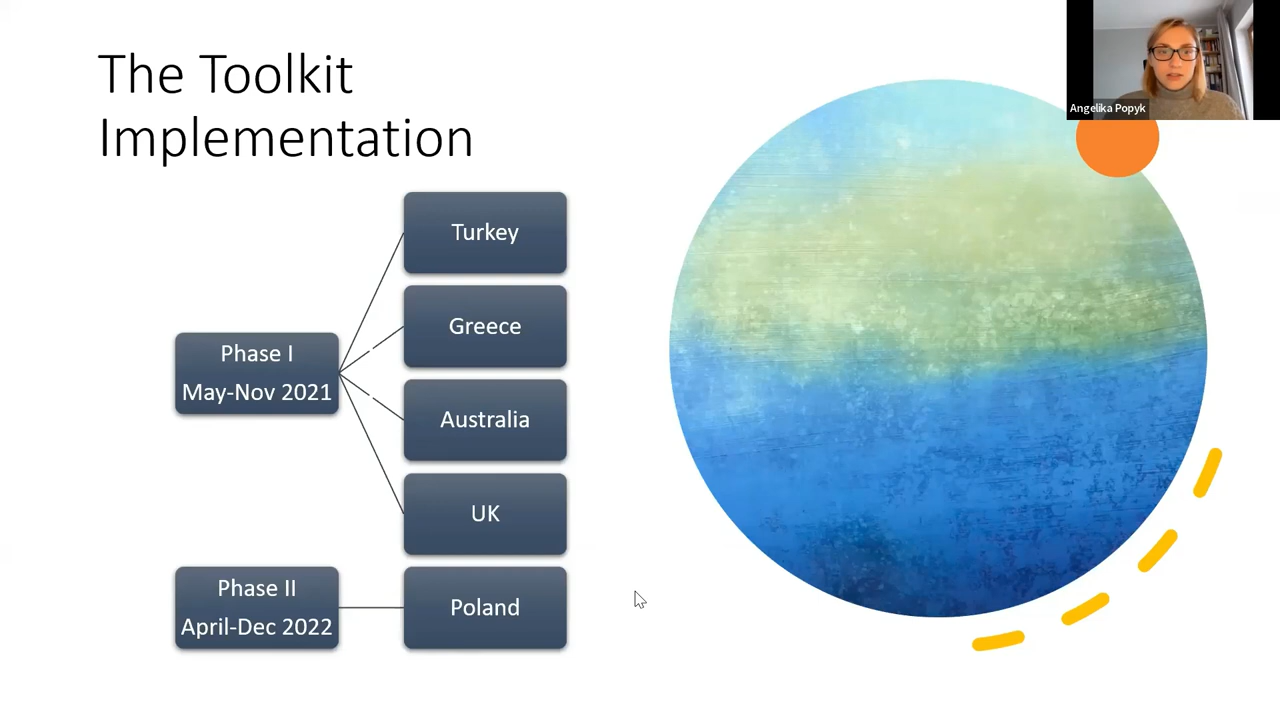 The Toolkit
Implementation
Phase I
May-Nov 2021
Turkey
Greece
Australia
UK
Phase II
April-Dec 2022
Poland
Angelika Popyk